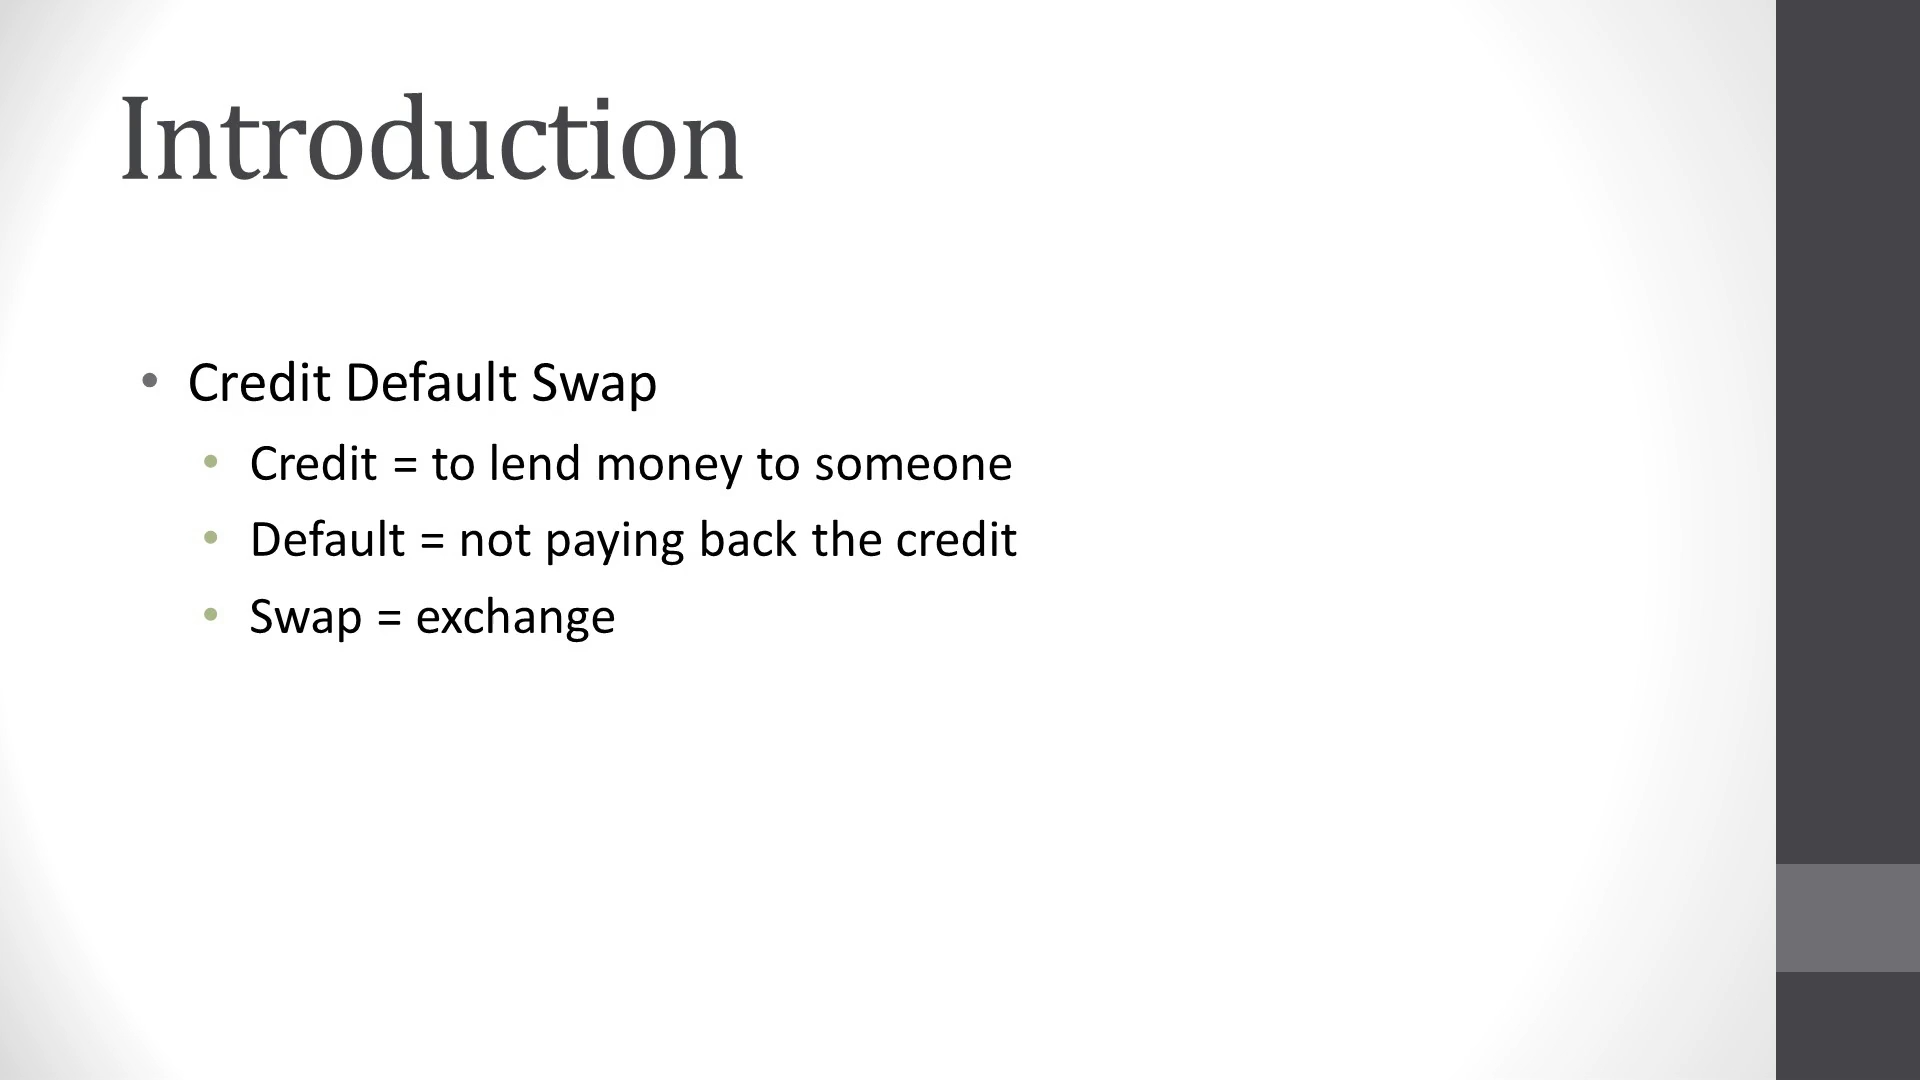 Introduction
• Credit Default Swap
• Credit = to lend money to someone
• Default = not paying back the credit
• Swap = exchange